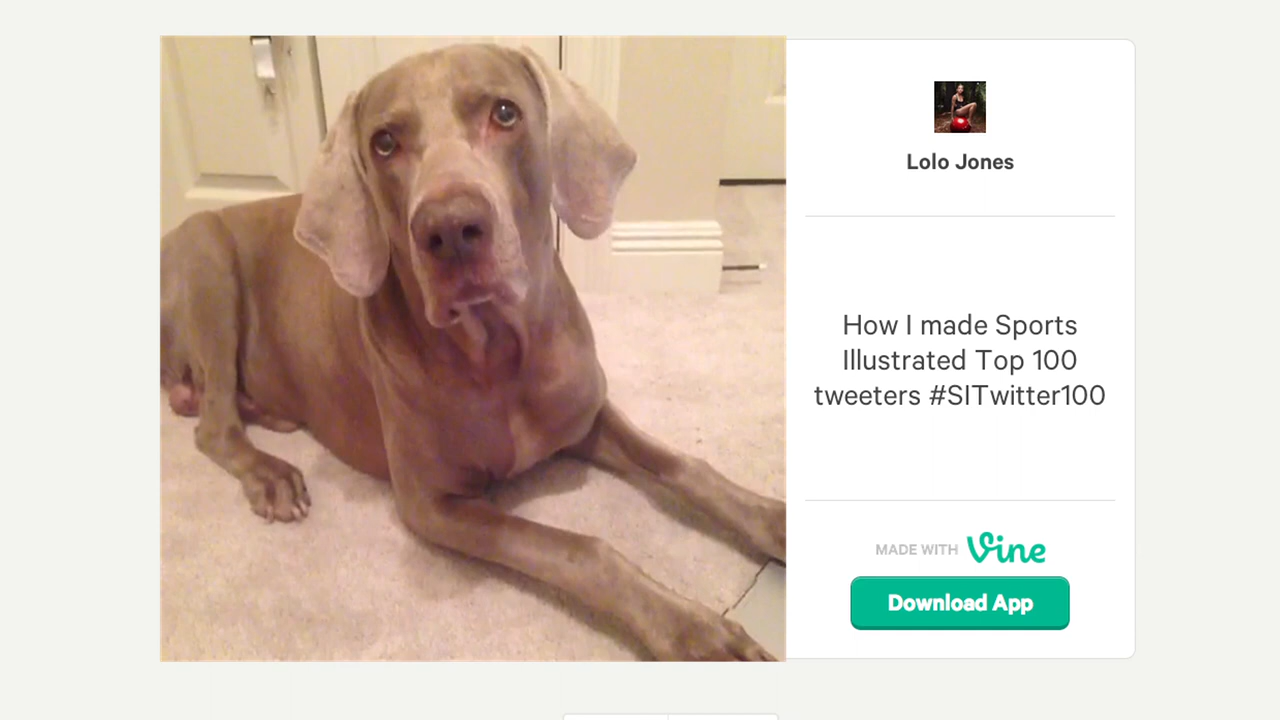 Lolo Jones
How I made Sports
Illustrated Top 100
tweeters #SITwitter100
MADE WITH Vine
Download App